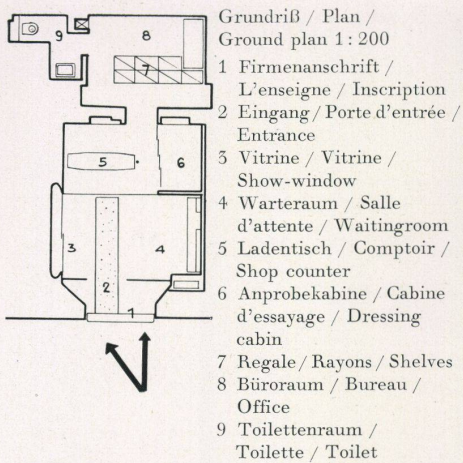 Grundriß / Plan /
Ground plan 1 : 200
1 Firmenanschrift /
L'enseigne / Inscription
2 Eingang / Porte d'entrée /
Entrance
3 Vitrine / Vitrine /
Show-window
4 Warteraum / Salle
d'attente / Waitingroom
5 Ladentisch / Comptoir /
Shop counter
6 Anprobekabine / Cabine
d'essayage / Dressing
cabin
7 Regale / Rayons / Shelves
8 Büroraum / Bureau /
Office
9 Toilettenraum /
Toilette / Toilet
9
8
7
5
6
3
4
2
1